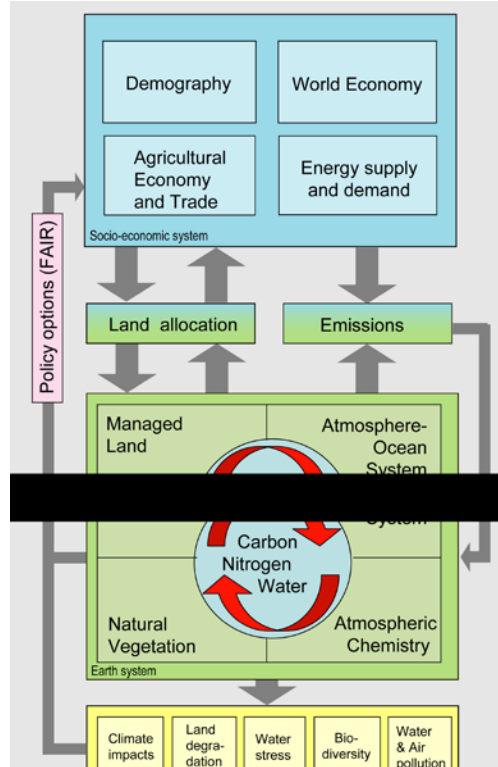 Demography
World Economy
Agricultural
Economy
and Trade
Energy supply
and demand
Socio-economic system
Policy options (FAIR)
Land allocation
Emissions
Managed
Land
Atmosphere-
Ocean
System
System
Carbon
Nitrogen
Water
Natural
Vegetation
Atmospheric
Chemistry
Earth system
Climate
impacts
Land
degra-
dation
Water
stress
Bio-
diversity
Water
& Air
pollution